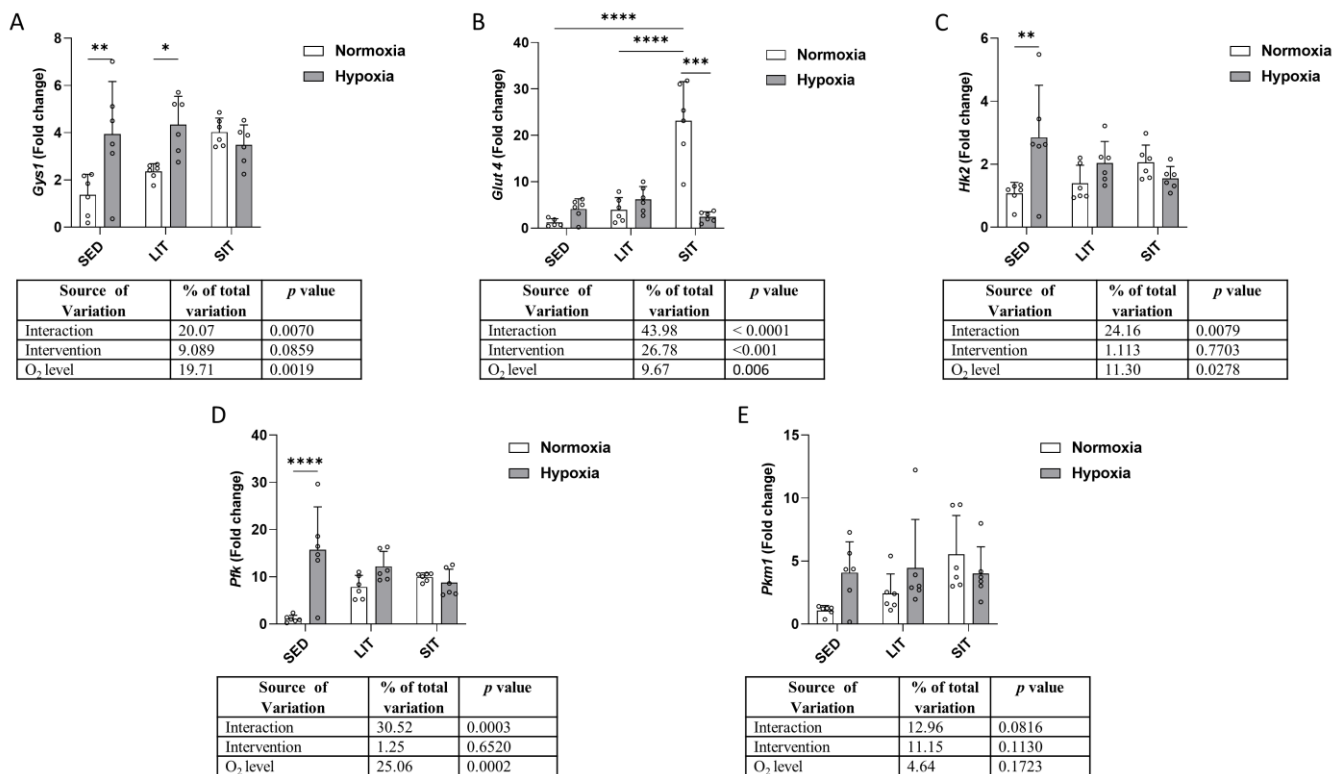 A
** *
Gys1 (Fold change)
8
6
4
2
0
SED LIT SIT
Normoxia
Hypoxia
Source of Variation % of total variation p value
Interaction 20.07 0.0070
Intervention 9.089 0.0859
O₂ level 19.71 0.0019
B
****
****
***
Glut 4 (Fold change)
40
30
20
10
0
SED LIT SIT
Normoxia
Hypoxia
Source of Variation % of total variation p value
Interaction 43.98 < 0.0001
Intervention 26.78 <0.001
O₂ level 9.67 0.006
C
**
Hk2 (Fold change)
6
4
2
0
SED LIT SIT
Normoxia
Hypoxia
Source of Variation % of total variation p value
Interaction 24.16 0.0079
Intervention 1.113 0.7703
O₂ level 11.30 0.0278
D
****
Pfk (Fold change)
40
30
20
10
0
SED LIT SIT
Normoxia
Hypoxia
Source of Variation % of total variation p value
Interaction 30.52 0.0003
Intervention 1.25 0.6520
O₂ level 25.06 0.0002
E
Pkm1 (Fold change)
15
10
5
0
SED LIT SIT
Normoxia
Hypoxia
Source of Variation % of total variation p value
Interaction 12.96 0.0816
Intervention 11.15 0.1130
O₂ level 4.64 0.1723